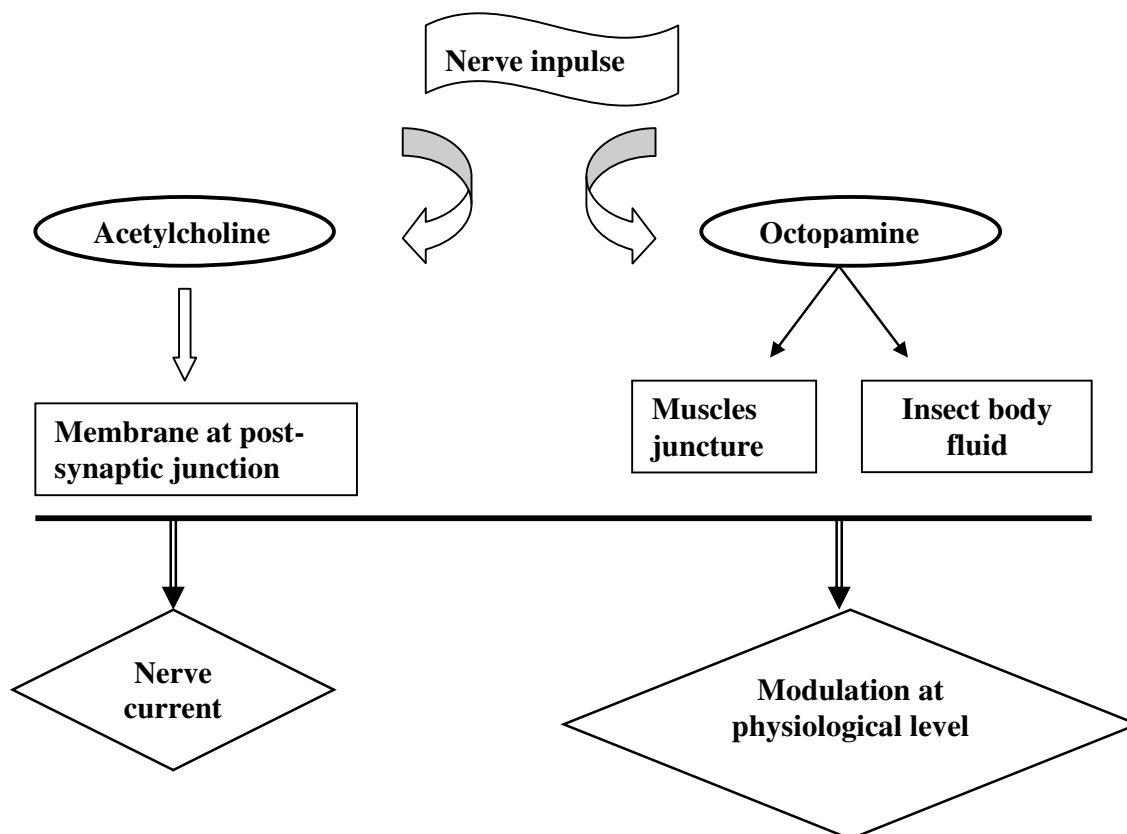 Nerve inpulse
Acetylcholine
Octopamine
Membrane at post-
synaptic junction
Muscles
juncture
Insect body
fluid
Nerve
current
Modulation at
physiological level